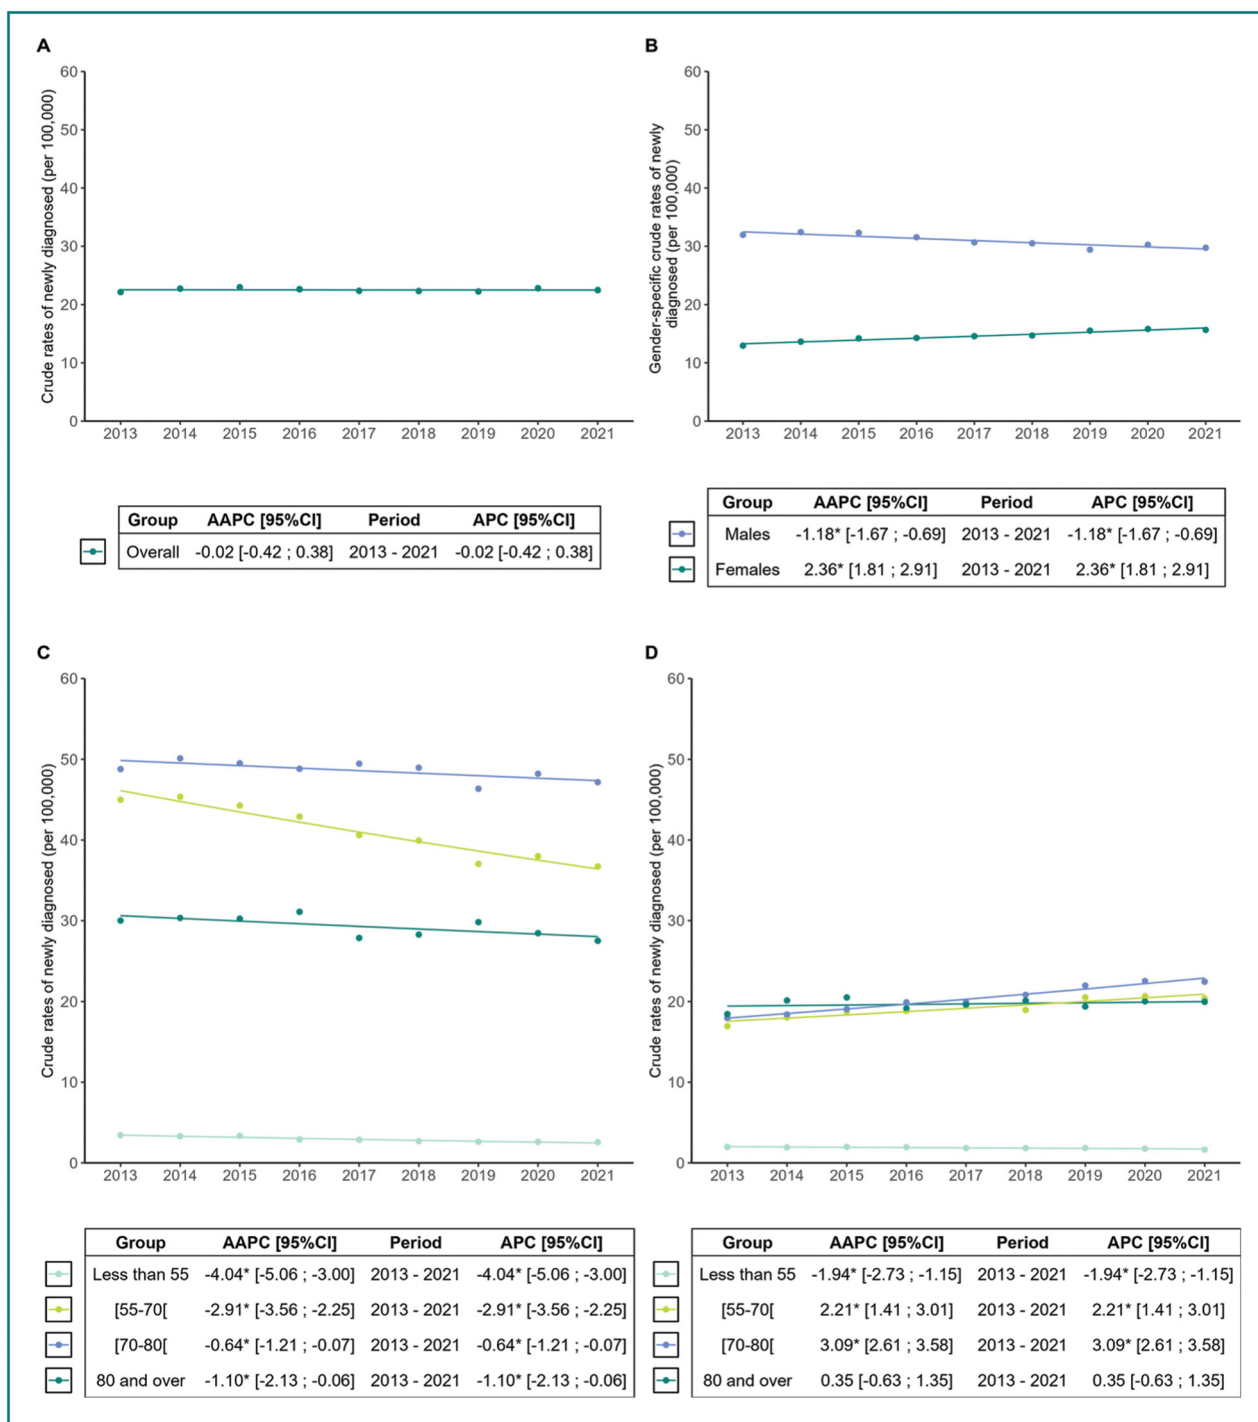 A
Crude rates of newly diagnosed (per 100,000)
60
50
40
30
20
10
0
2013 2014 2015 2016 2017 2018 2019 2020 2021
Group AAPC [95%CI] Period APC [95%CI]
Overall -0.02 [-0.42 ; 0.38] 2013 - 2021 -0.02 [-0.42 ; 0.38]
B
Gender-specific crude rates of newly
diagnosed (per 100,000)
60
50
40
30
20
10
0
2013 2014 2015 2016 2017 2018 2019 2020 2021
Group AAPC [95%CI] Period APC [95%CI]
Males -1.18* [-1.67 ; -0.69] 2013 - 2021 -1.18* [-1.67 ; -0.69]
Females 2.36* [1.81 ; 2.91] 2013 - 2021 2.36* [1.81 ; 2.91]
C
Crude rates of newly diagnosed (per 100,000)
60
50
40
30
20
10
0
2013 2014 2015 2016 2017 2018 2019 2020 2021
Group AAPC [95%CI] Period APC [95%CI]
Less than 55 -4.04* [-5.06 ; -3.00] 2013 - 2021 -4.04* [-5.06 ; -3.00]
[55-70[ -2.91* [-3.56 ; -2.25] 2013 - 2021 -2.91* [-3.56 ; -2.25]
[70-80[ -0.64* [-1.21 ; -0.07] 2013 - 2021 -0.64* [-1.21 ; -0.07]
80 and over -1.10* [-2.13 ; -0.06] 2013 - 2021 -1.10* [-2.13 ; -0.06]
D
Crude rates of newly diagnosed (per 100,000)
60
50
40
30
20
10
0
2013 2014 2015 2016 2017 2018 2019 2020 2021
Group AAPC [95%CI] Period APC [95%CI]
Less than 55 -1.94* [-2.73 ; -1.15] 2013 - 2021 -1.94* [-2.73 ; -1.15]
[55-70[ 2.21* [1.41 ; 3.01] 2013 - 2021 2.21* [1.41 ; 3.01]
[70-80[ 3.09* [2.61 ; 3.58] 2013 - 2021 3.09* [2.61 ; 3.58]
80 and over 0.35 [-0.63 ; 1.35] 2013 - 2021 0.35 [-0.63 ; 1.35]